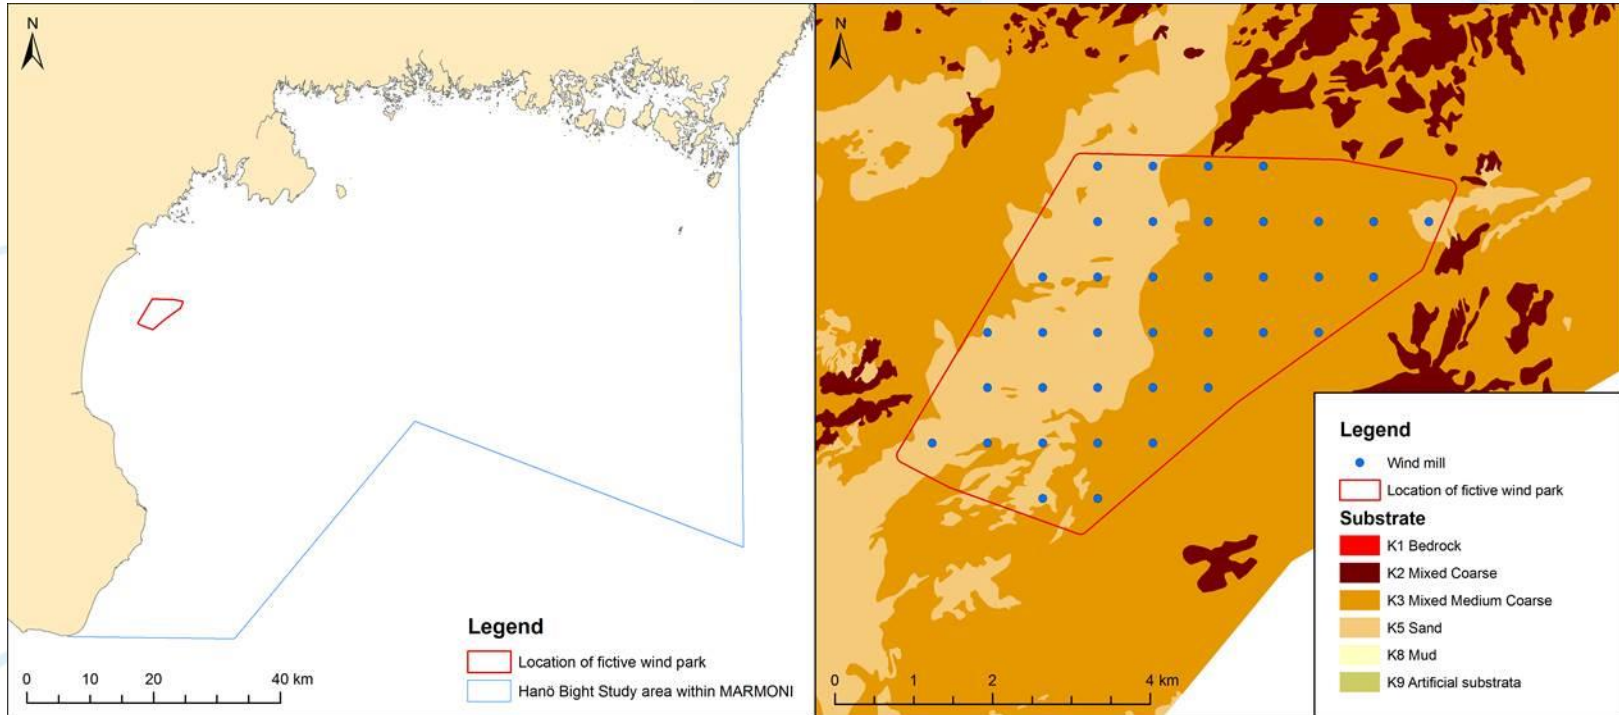 N
Legend
Location of fictive wind park
Hanö Bight Study area within MARMONI
0 10 20 40 km
N
Legend
Wind mill
Location of fictive wind park
Substrate
K1 Bedrock
K2 Mixed Coarse
K3 Mixed Medium Coarse
K5 Sand
K8 Mud
K9 Artificial substrata
0 1 2 4 km